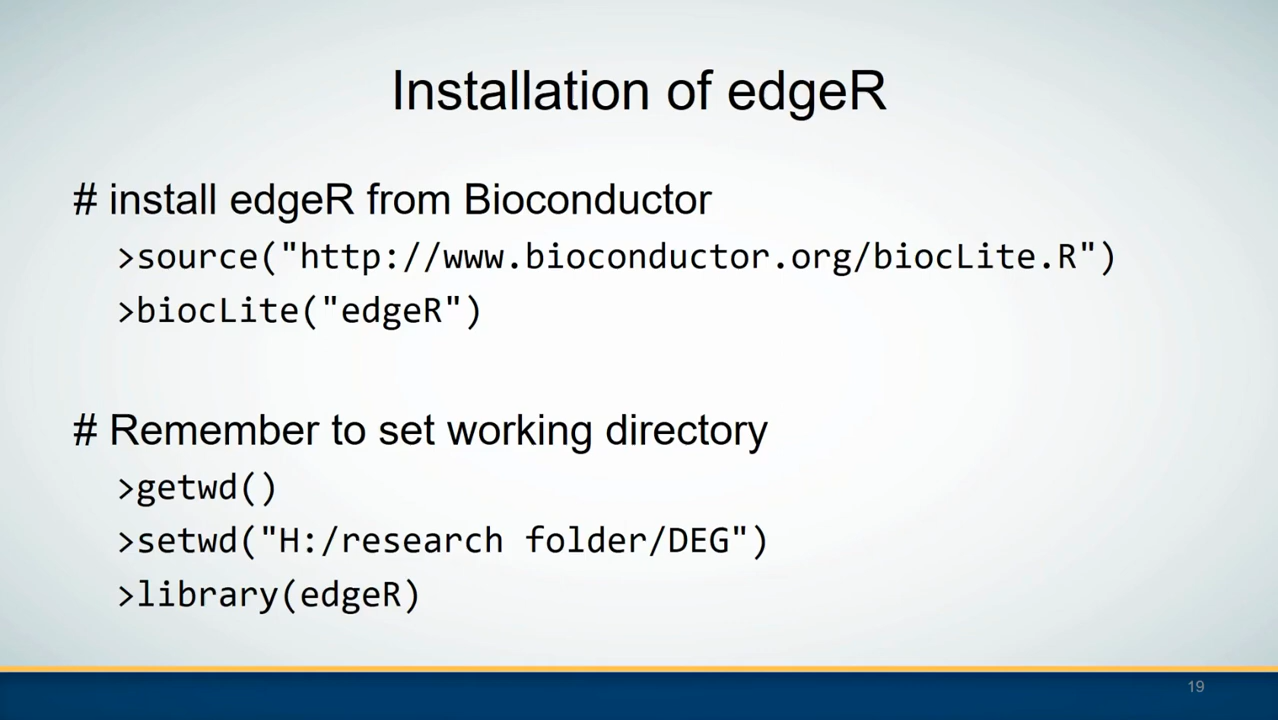 Installation of edgeR
# install edgeR from Bioconductor
>source("http://www.bioconductor.org/biocLite.R")
>biocLite("edgeR")
# Remember to set working directory
>getwd()
>setwd("H:/research folder/DEG")
>library(edgeR)
19